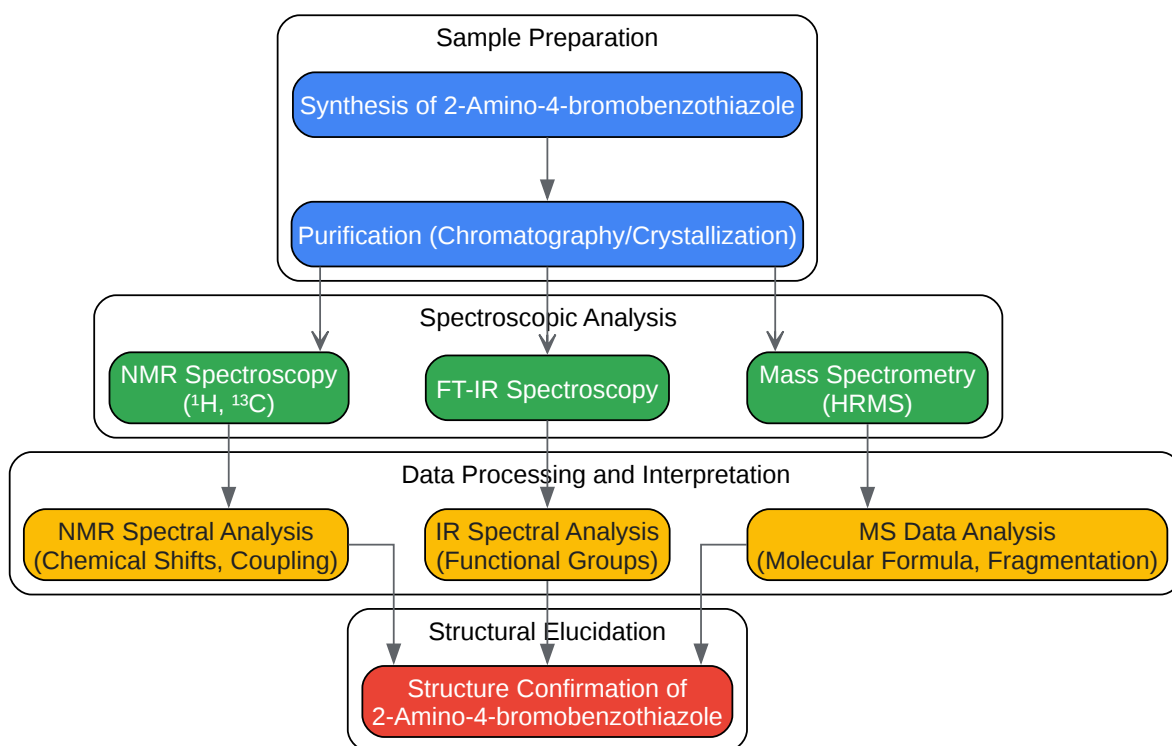 Sample Preparation
Synthesis of 2-Amino-4-bromobenzothiazole
Purification (Chromatography/Crystallization)
Spectroscopic Analysis
NMR Spectroscopy
(¹H, ¹³C)
FT-IR Spectroscopy
Mass Spectrometry
(HRMS)
Data Processing and Interpretation
NMR Spectral Analysis
(Chemical Shifts, Coupling)
IR Spectral Analysis
(Functional Groups)
MS Data Analysis
(Molecular Formula, Fragmentation)
Structural Elucidation
Structure Confirmation of
2-Amino-4-bromobenzothiazole